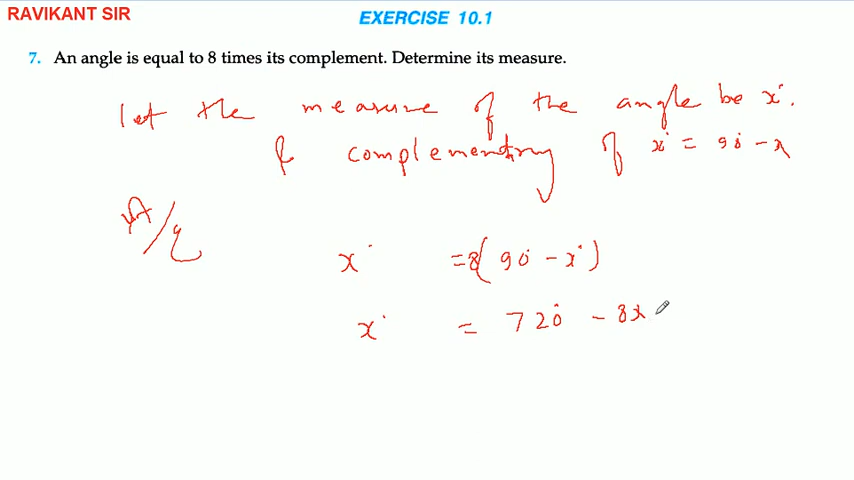 RAVIKANT SIR
EXERCISE 10.1
7. An angle is equal to 8 times its complement. Determine its measure.
let the measure of the angle be x°.
& complementry of x° = 90° - x
A/q
x° = 8(90° - x°)
x° = 720° - 8x